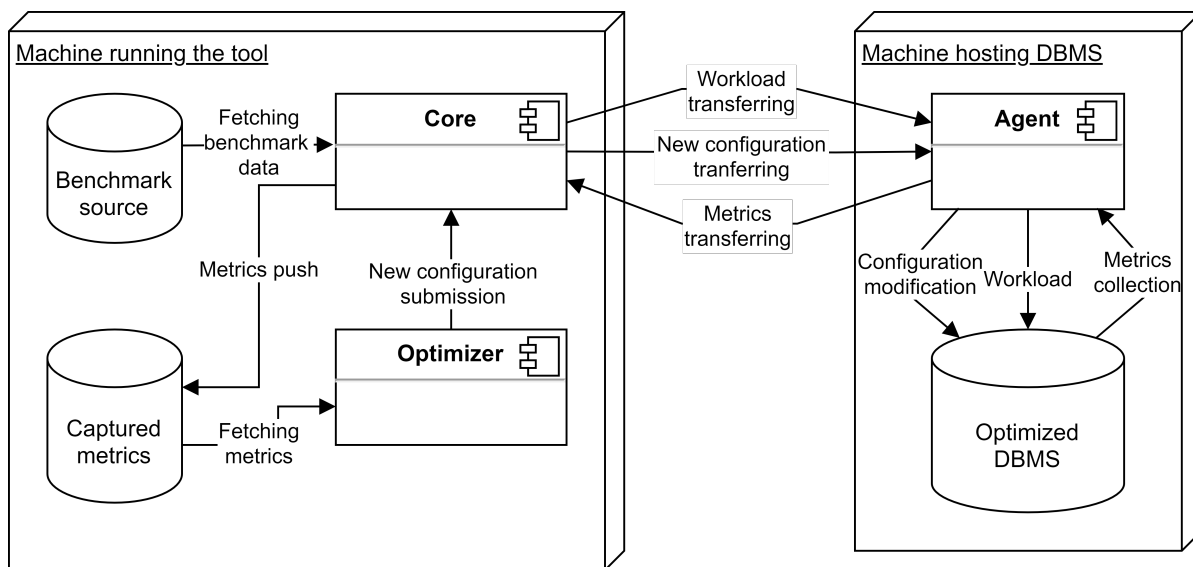 Machine running the tool
Machine hosting DBMS
Benchmark
source
Fetching
benchmark
data
Core
Workload
transferring
New configuration
tranferring
Metrics
transferring
Agent
Metrics push
New configuration
submission
Configuration
modification
Workload
Metrics
collection
Captured
metrics
Fetching
metrics
Optimizer
Optimized
DBMS